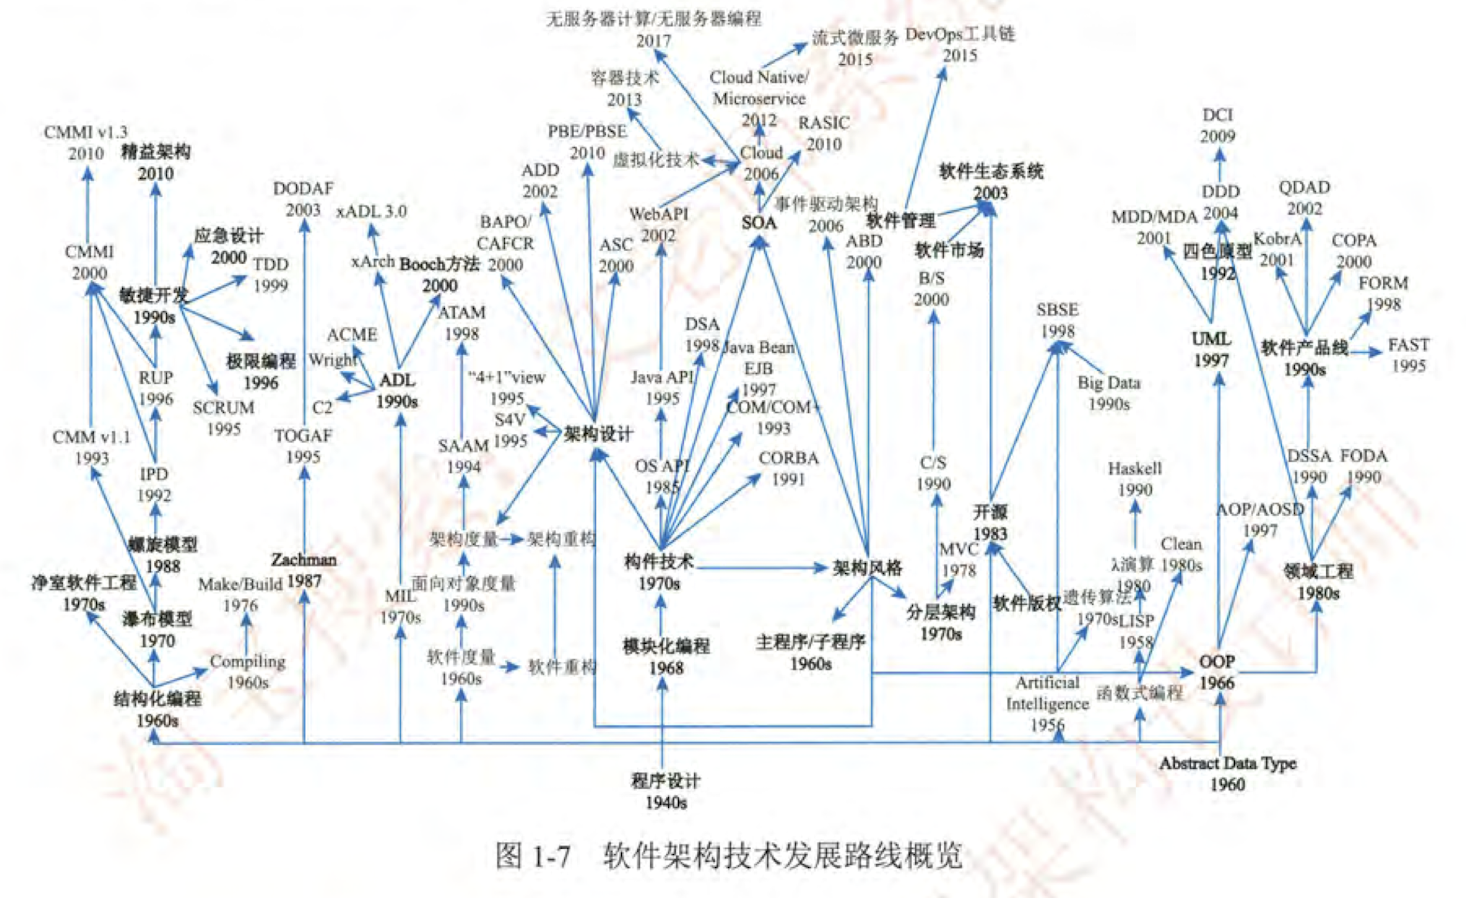 无服务器计算/无服务器编程
2017
流式微服务
2015
DevOps工具链
2015
容器技术
2013
Cloud Native/
Microservice
2012
CMMI v1.3
2010
精益架构
2010
PBE/PBSE
2010
虚拟化技术
Cloud
2006
RASIC
2010
DCI
2009
DODAF
2003
xADL 3.0
ADD
2002
BAPO/
CAFCR
2000
WebAPI
2002
SOA
事件驱动架构
2006
软件管理
软件生态系统
2003
软件市场
MDD/MDA
2001
DDD
2004
QDAD
2002
CMMI
2000
应急设计
2000
TDD
1999
xArch
Booch方法
2000
ASC
2000
ABD
2000
B/S
2000
四色原型
1992
KobrA
2001
COPA
2000
FORM
1998
敏捷开发
1990s
极限编程
1996
ACME
Wright
ATAM
1998
DSA
1998
Java Bean
EJB
1997
SBSE
1998
UML
1997
软件产品线
1990s
FAST
1995
RUP
1996
SCRUM
1995
C2
ADL
1990s
“4+1”view
1995
S4V
1995
Java API
1995
COM/COM+
1993
Big Data
1990s
CMM v1.1
1993
TOGAF
1995
SAAM
1994
架构设计
OS API
1985
CORBA
1991
C/S
1990
Haskell
1990
DSSA
1990
FODA
1990
IPD
1992
架构度量
架构重构
开源
1983
AOP/AOSD
1997
螺旋模型
1988
Zachman
1987
构件技术
1970s
架构风格
MVC
1978
λ演算
1980
Clean
1980s
领域工程
1980s
净室软件工程
1970s
Make/Build
1976
MIL
1970s
面向对象度量
1990s
分层架构
1970s
软件版权
遗传算法
1970s
LISP
1958
瀑布模型
1970
Compiling
1960s
软件度量
1960s
软件重构
模块化编程
1968
主程序/子程序
1960s
OOP
1966
结构化编程
1960s
Artificial
Intelligence
1956
函数式编程
程序设计
1940s
Abstract Data Type
1960
图 1-7 软件架构技术发展路线概览